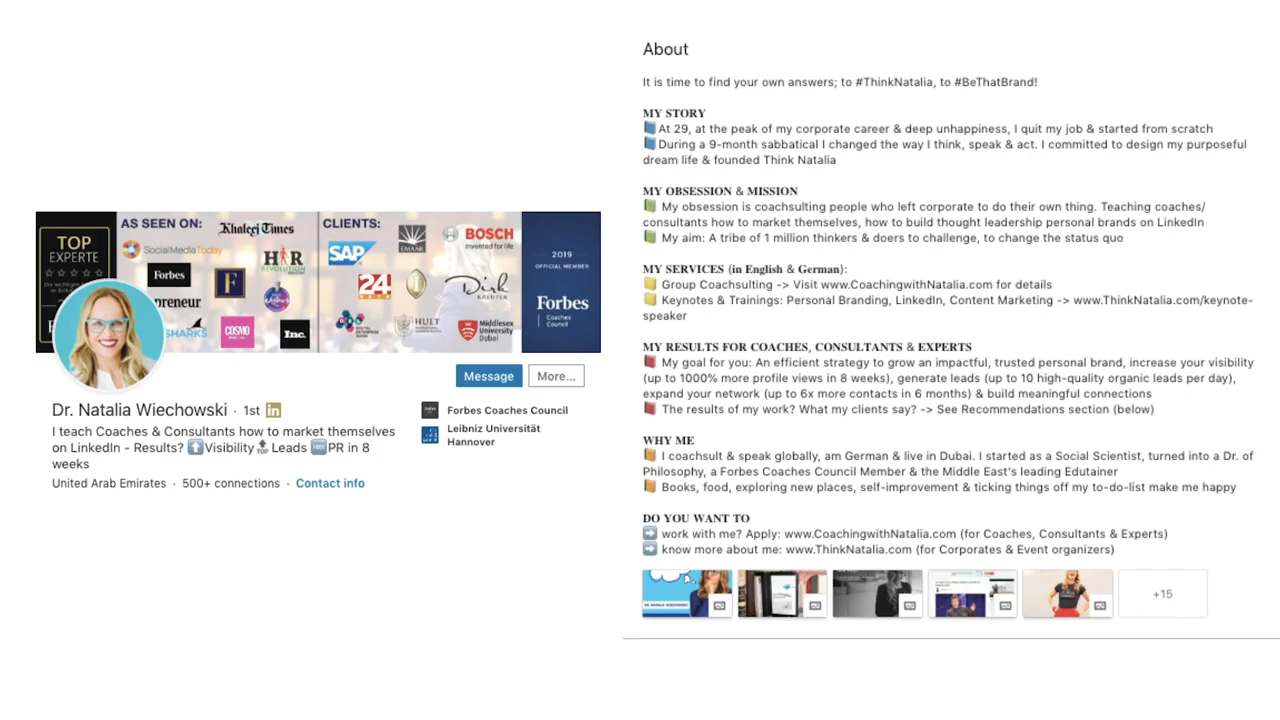 AS SEEN ON:
CLIENTS:
TOP
EXPERTE
SocialMediaToday
Khaleej Times
Forbes
HR
REVOLUTION
F
preneur
SHARKS
COSMO
Inc.
SAP
EMAAR
BOSCH
Invented for life
24
Dirk
KREUTER
HULT
Middlesex
University
Dubai
2019
OFFICIAL MEMBER
Forbes
Coaches
Council
Message
More...
Dr. Natalia Wiechowski · 1st in
I teach Coaches & Consultants how to market themselves
on LinkedIn - Results? ⬆️Visibility🔝Leads 🆓PR in 8
weeks
United Arab Emirates · 500+ connections · Contact info
Forbes Coaches Council
Leibniz Universität
Hannover
About
It is time to find your own answers; to #ThinkNatalia, to #BeThatBrand!
𝐌𝐘 𝐒𝐓𝐎𝐑𝐘
📘At 29, at the peak of my corporate career & deep unhappiness, I quit my job & started from scratch
📘During a 9-month sabbatical I changed the way I think, speak & act. I committed to design my purposeful
dream life & founded Think Natalia
𝐌𝐘 𝐎𝐁𝐒𝐄𝐒𝐒𝐈𝐎𝐍 & 𝐌𝐈𝐒𝐒𝐈𝐎𝐍
📗 My obsession is coachsulting people who left corporate to do their own thing. Teaching coaches/
consultants how to market themselves, how to build thought leadership personal brands on LinkedIn
📗 My aim: A tribe of 1 million thinkers & doers to challenge, to change the status quo
𝐌𝐘 𝐒𝐄𝐑𝐕𝐈𝐂𝐄𝐒 (𝐢𝐧 𝐄𝐧𝐠𝐥𝐢𝐬𝐡 & 𝐆𝐞𝐫𝐦𝐚𝐧):
📒 Group Coachsulting -> Visit www.CoachingwithNatalia.com for details
📒 Keynotes & Trainings: Personal Branding, LinkedIn, Content Marketing -> www.ThinkNatalia.com/keynote-
speaker
𝐌𝐘 𝐑𝐄𝐒𝐔𝐋𝐓𝐒 𝐅𝐎𝐑 𝐂𝐎𝐀𝐂𝐇𝐄𝐒, 𝐂𝐎𝐍𝐒𝐔𝐋𝐓𝐀𝐍𝐓𝐒 & 𝐄𝐗𝐏𝐄𝐑𝐓𝐒
📕 My goal for you: An efficient strategy to grow an impactful, trusted personal brand, increase your visibility
(up to 1000% more profile views in 8 weeks), generate leads (up to 10 high-quality organic leads per day),
expand your network (up to 6x more contacts in 6 months) & build meaningful connections
📕 The results of my work? What my clients say? -> See Recommendations section (below)
𝐖𝐇𝐘 𝐌𝐄
📙 I coachsult & speak globally, am German & live in Dubai. I started as a Social Scientist, turned into a Dr. of
Philosophy, a Forbes Coaches Council Member & the Middle East's leading Edutainer
📙 Books, food, exploring new places, self-improvement & ticking things off my to-do-list make me happy
𝐃𝐎 𝐘𝐎𝐔 𝐖𝐀𝐍𝐓 𝐓𝐎
➡️ work with me? Apply: www.CoachingwithNatalia.com (for Coaches, Consultants & Experts)
➡️ know more about me: www.ThinkNatalia.com (for Corporates & Event organizers)
DR. NATALIA WIECHOWSKI
+15